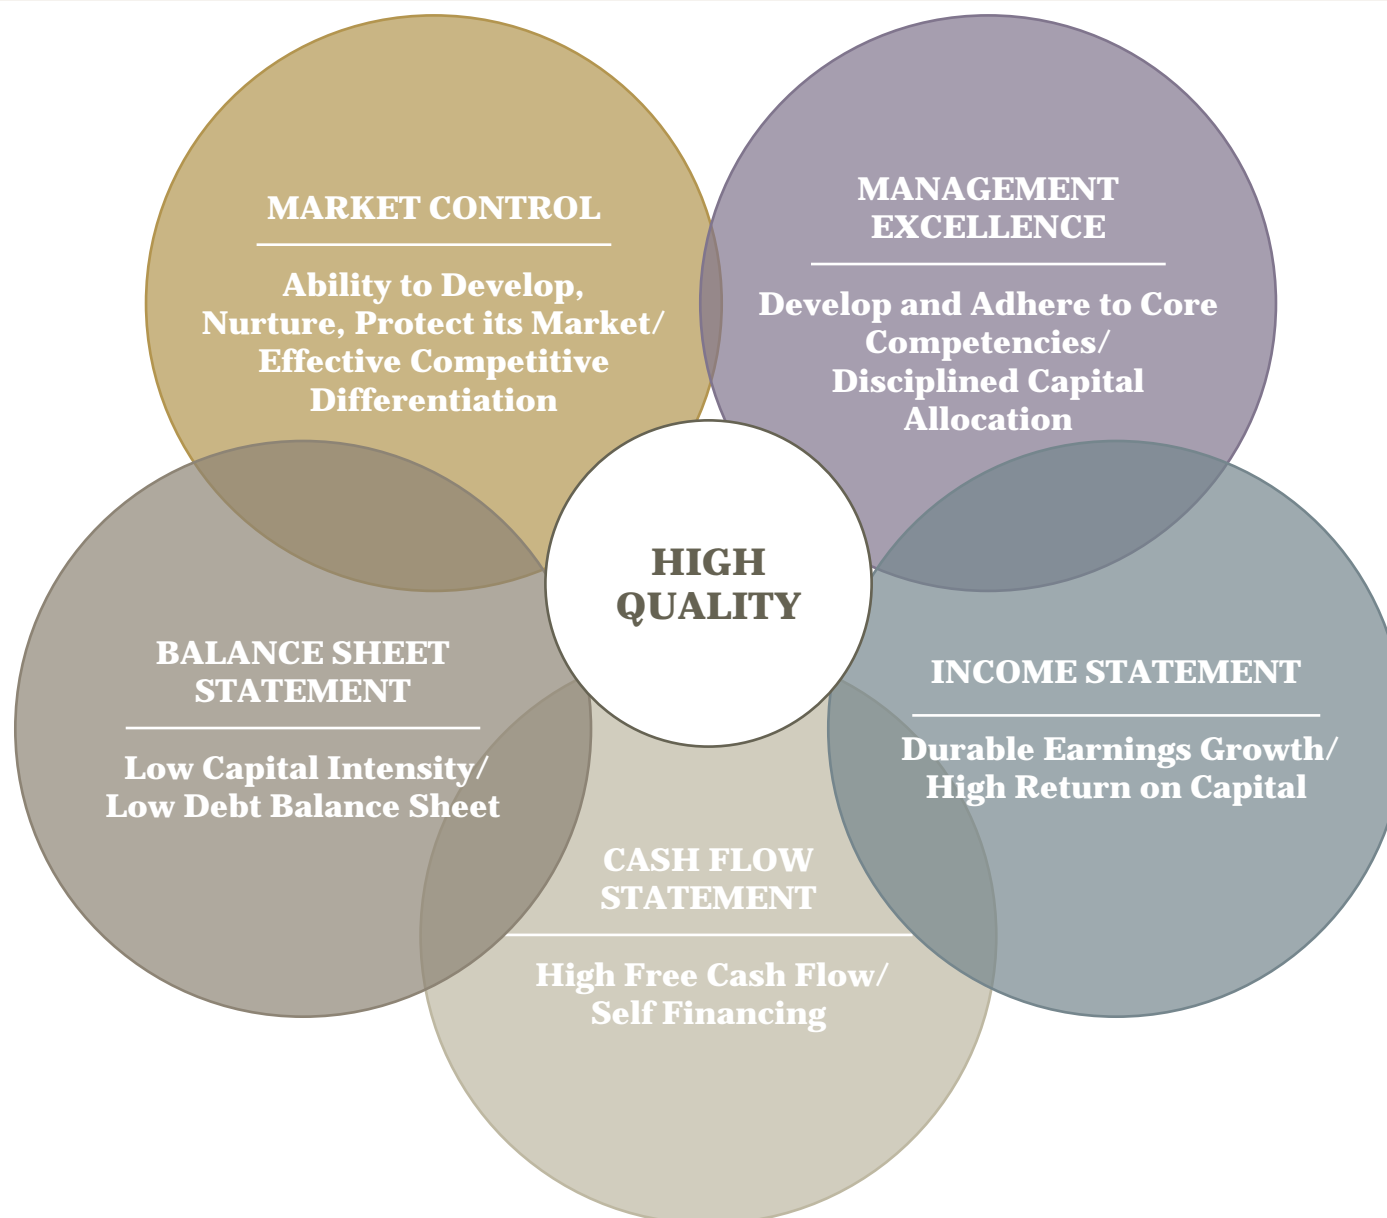 MARKET CONTROL
Ability to Develop,
Nurture, Protect its Market/
Effective Competitive
Differentiation
MANAGEMENT
EXCELLENCE
Develop and Adhere to Core
Competencies/
Disciplined Capital
Allocation
HIGH
QUALITY
BALANCE SHEET
STATEMENT
Low Capital Intensity/
Low Debt Balance Sheet
INCOME STATEMENT
Durable Earnings Growth/
High Return on Capital
CASH FLOW
STATEMENT
High Free Cash Flow/
Self Financing